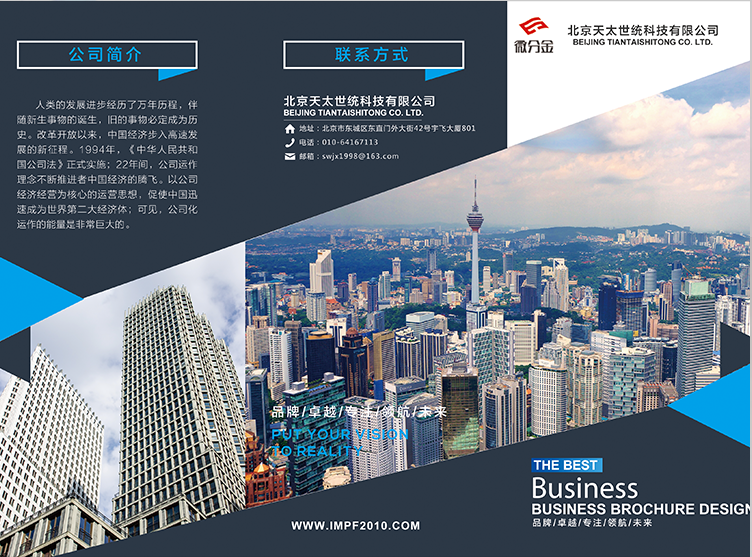 公司简介
人类的发展进步经历了万年历程，伴
随新生事物的诞生，旧的事物必定成为历
史。改革开放以来，中国经济步入高速发
展的新征程。1994年，《中华人民共和
国公司法》正式实施；22年间，公司运作
理念不断推进者中国经济的腾飞。以公司
经济经营为核心的运营思想，促使中国迅
速成为世界第二大经济体；可见，公司化
运作的能量是非常巨大的。
联系方式
北京天太世统科技有限公司
BEIJING TIANTAISHITONG CO. LTD.
地址：北京市东城区东直门外大街42号宇飞大厦801
电话：010-64167113
邮箱：swjx1998@163.com
品牌/卓越/专注/领航/未来
PUT YOUR VISION
TO REALITY
WWW.IMPF2010.COM
微分金
北京天太世统科技有限公司
BEIJING TIANTAISHITONG CO. LTD.
THE BEST
Business
BUSINESS BROCHURE DESIGN
品牌/卓越/专注/领航/未来